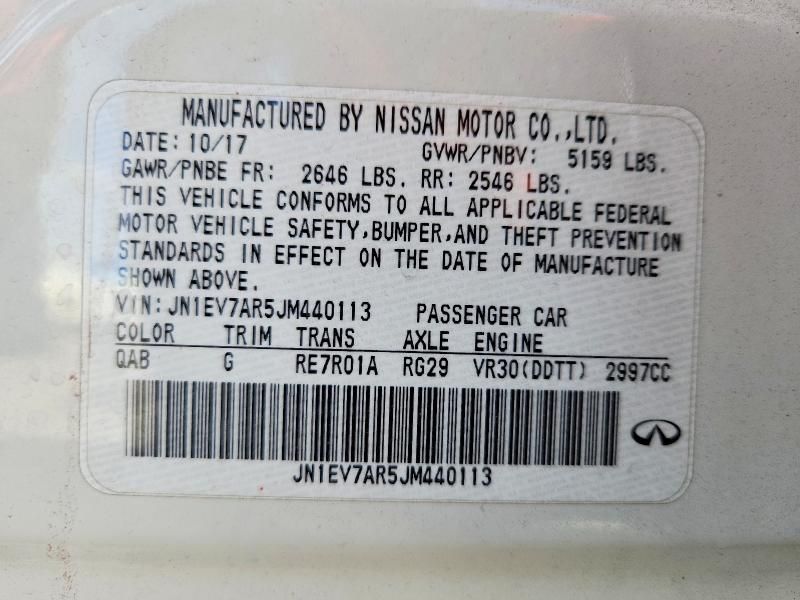 MANUFACTURED BY NISSAN MOTOR CO.,LTD.
DATE: 10/17 GVWR/PNBV: 5159 LBS.
GAWR/PNBE FR: 2646 LBS. RR: 2546 LBS.
THIS VEHICLE CONFORMS TO ALL APPLICABLE FEDERAL
MOTOR VEHICLE SAFETY,BUMPER,AND THEFT PREVENTION
STANDARDS IN EFFECT ON THE DATE OF MANUFACTURE
SHOWN ABOVE.
VIN:JN1EV7AR5JM440113 PASSENGER CAR
COLOR TRIM TRANS AXLE ENGINE
QAB G RE7R01A RG29 VR30(DDTT) 2997CC
JN1EV7AR5JM440113